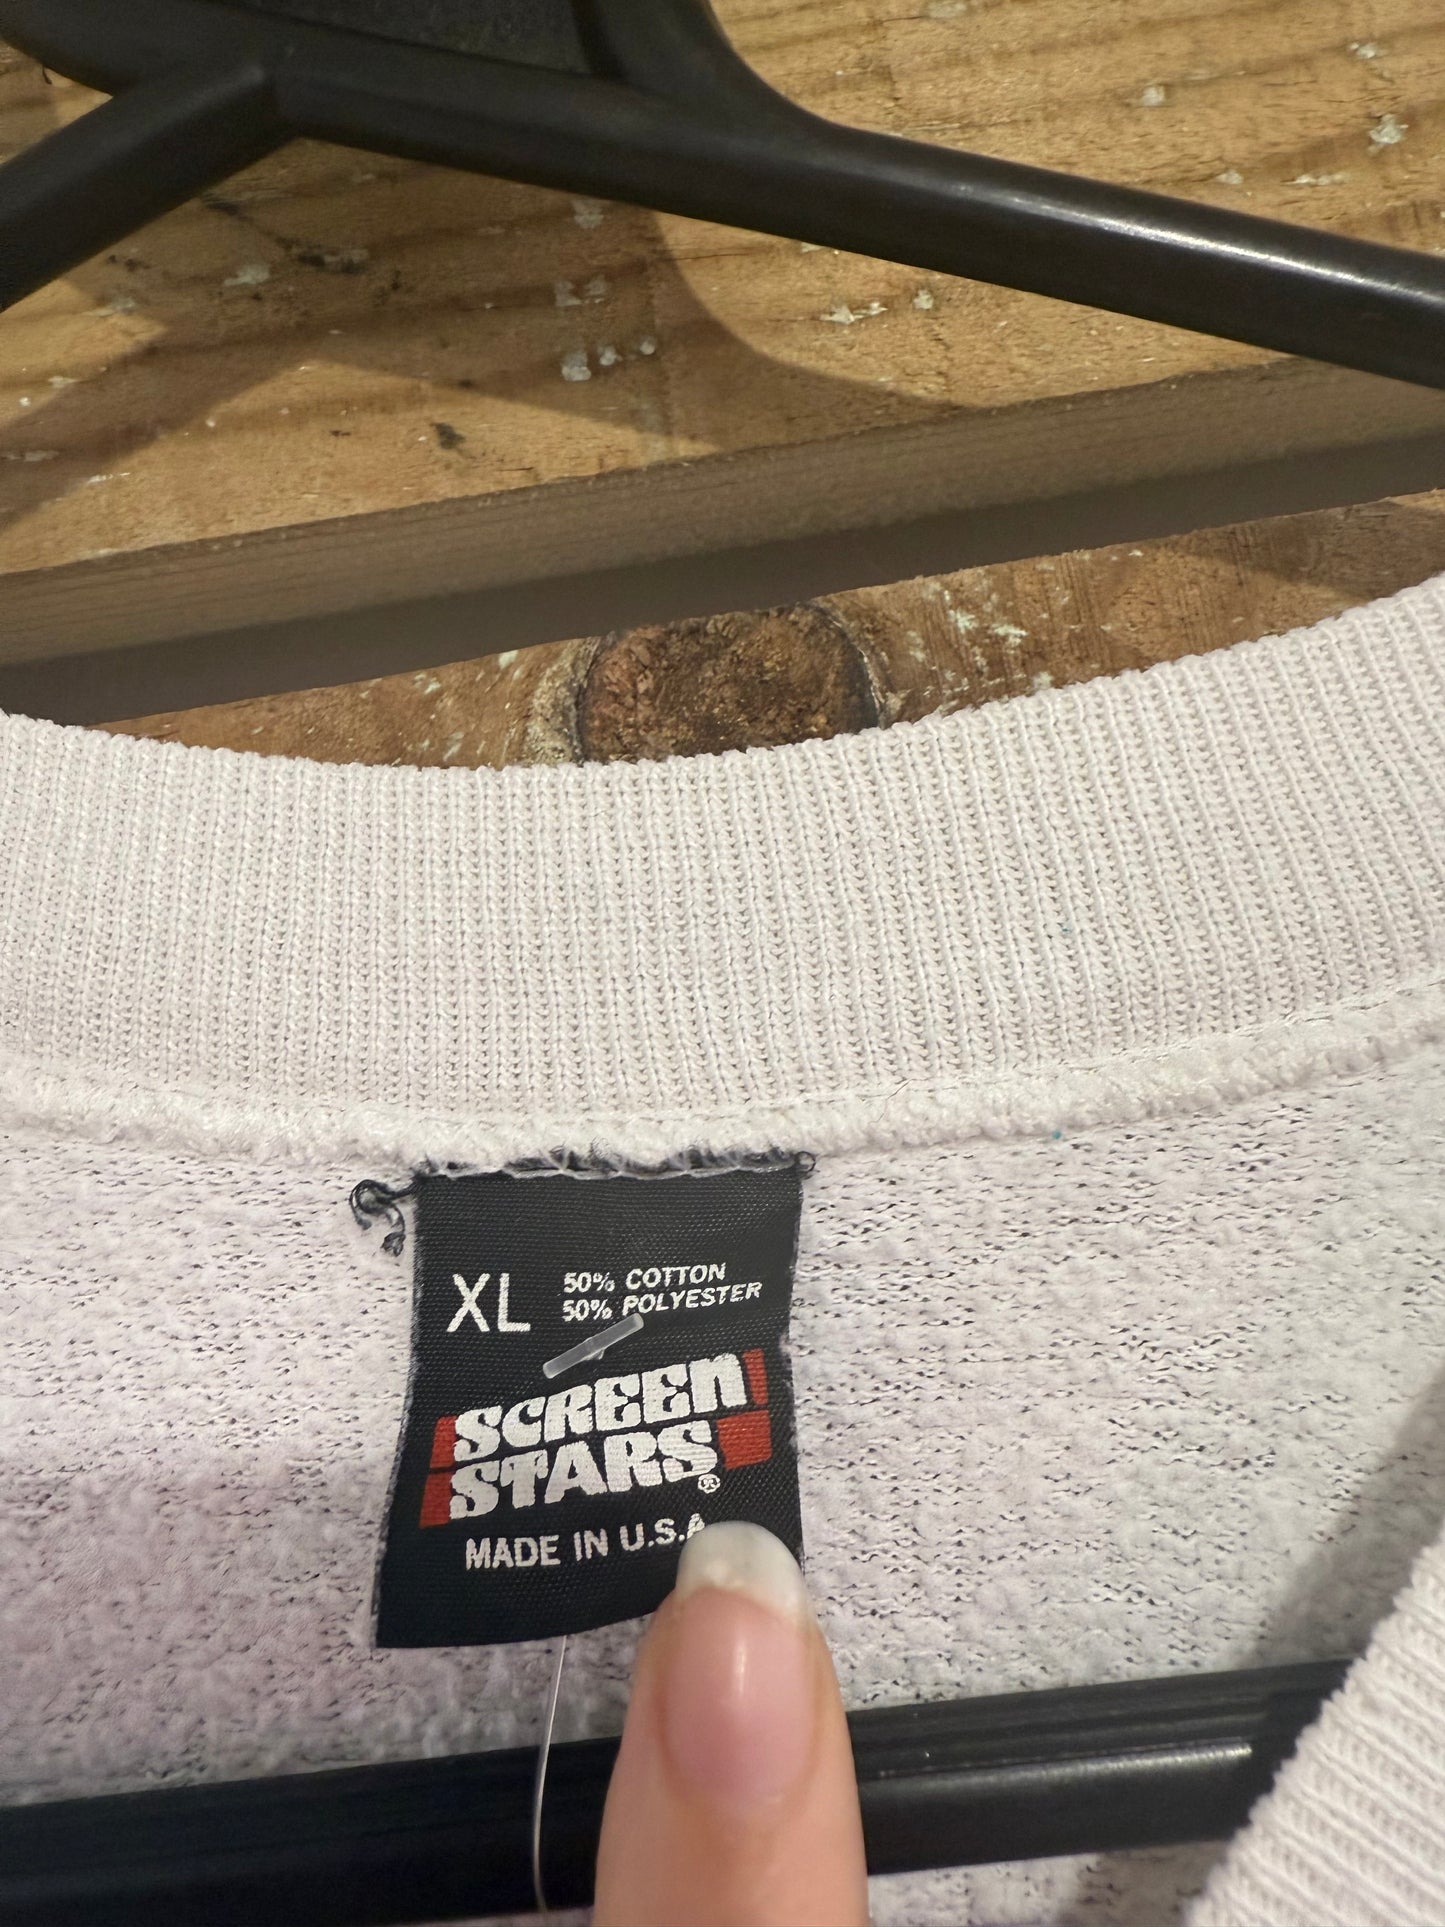 XL
50% COTTON
50% POLYESTER
SCREEN
STARS®
MADE IN U.S.A